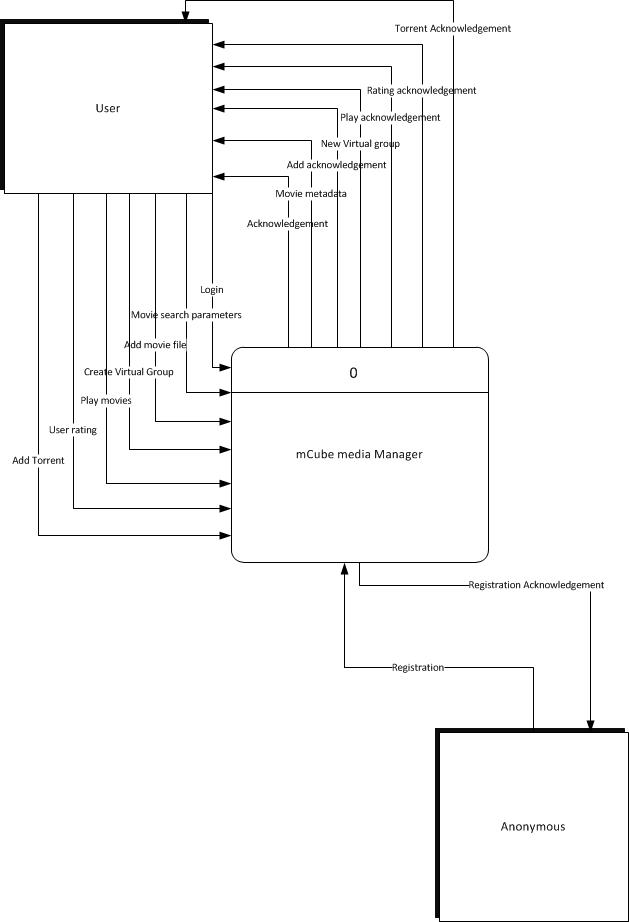 Torrent Acknowledgement
Rating acknowledgement
User
Play acknowledgement
New Virtual group
Add acknowledgement
Movie metadata
Acknowledgement
Login
Movie search parameters
Add movie file
Create Virtual Group
0
Play movies
User rating
mCube media Manager
Add Torrent
Registration Acknowledgement
Registration
Anonymous